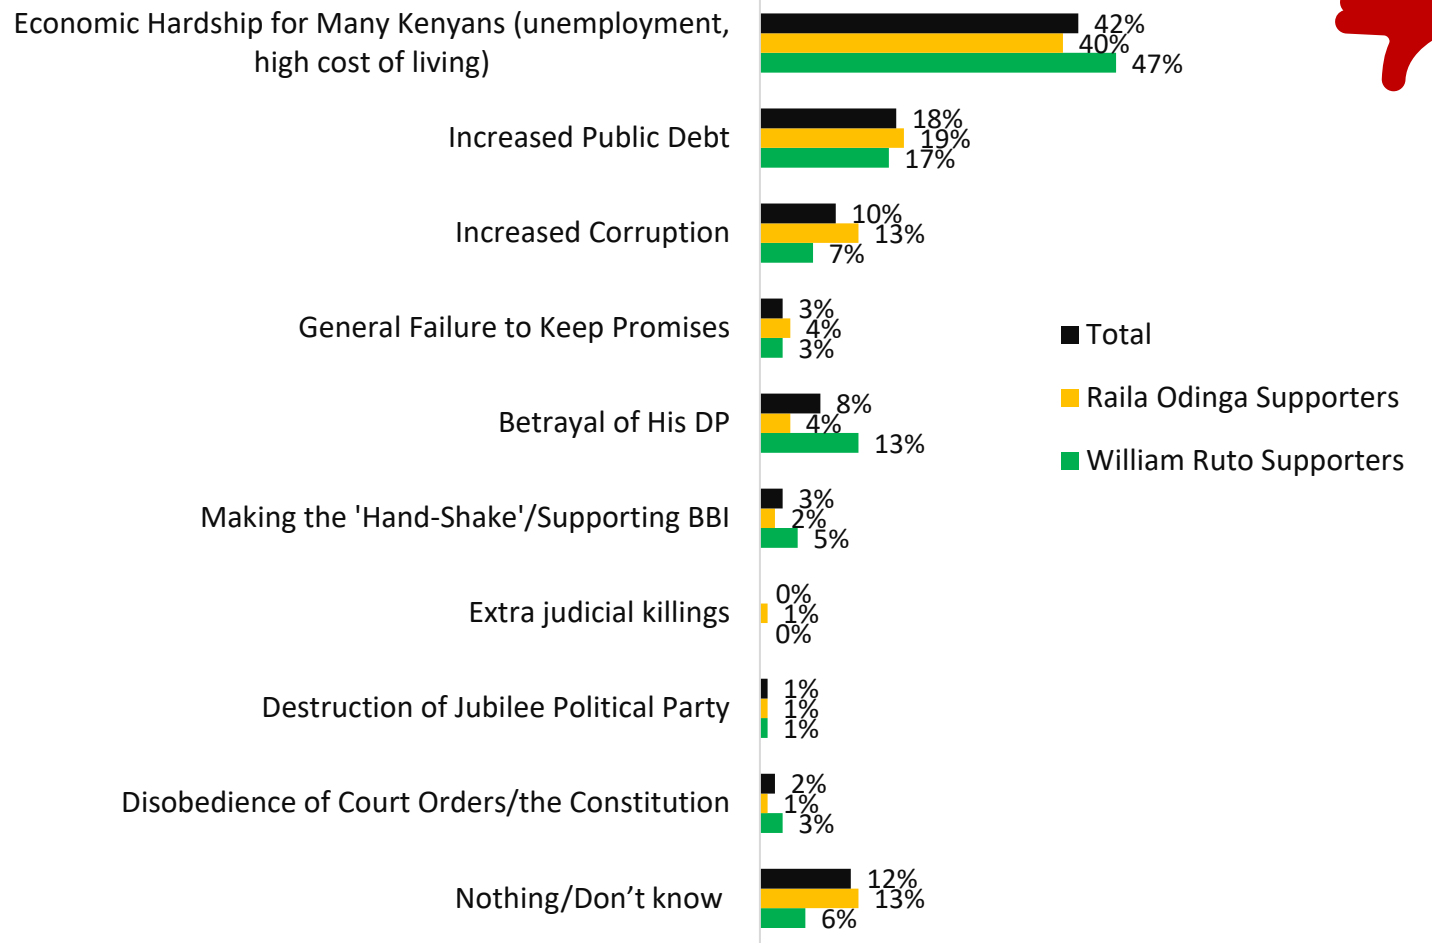 Economic Hardship for Many Kenyans (unemployment,
high cost of living)
42%
40%
47%
Increased Public Debt
18%
19%
17%
Increased Corruption
10%
13%
7%
General Failure to Keep Promises
3%
4%
3%
Betrayal of His DP
8%
4%
13%
Making the 'Hand-Shake'/Supporting BBI
3%
2%
5%
Extra judicial killings
0%
1%
0%
Destruction of Jubilee Political Party
1%
1%
1%
Disobedience of Court Orders/the Constitution
2%
1%
3%
Nothing/Don’t know
12%
13%
6%
Total
Raila Odinga Supporters
William Ruto Supporters